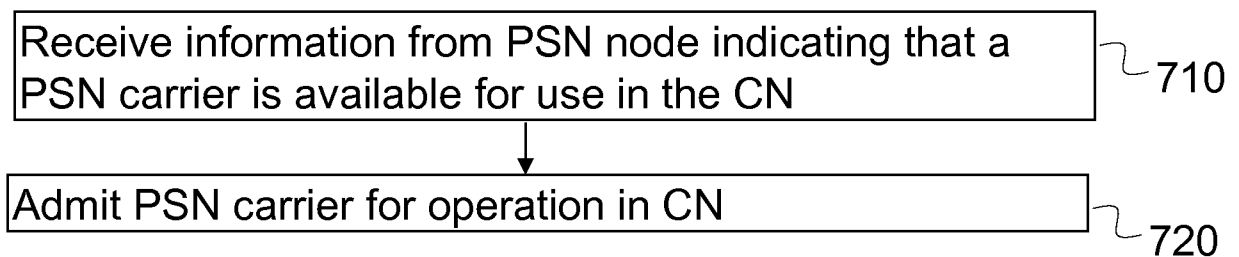 Receive information from PSN node indicating that a
PSN carrier is available for use in the CN
710
Admit PSN carrier for operation in CN
720